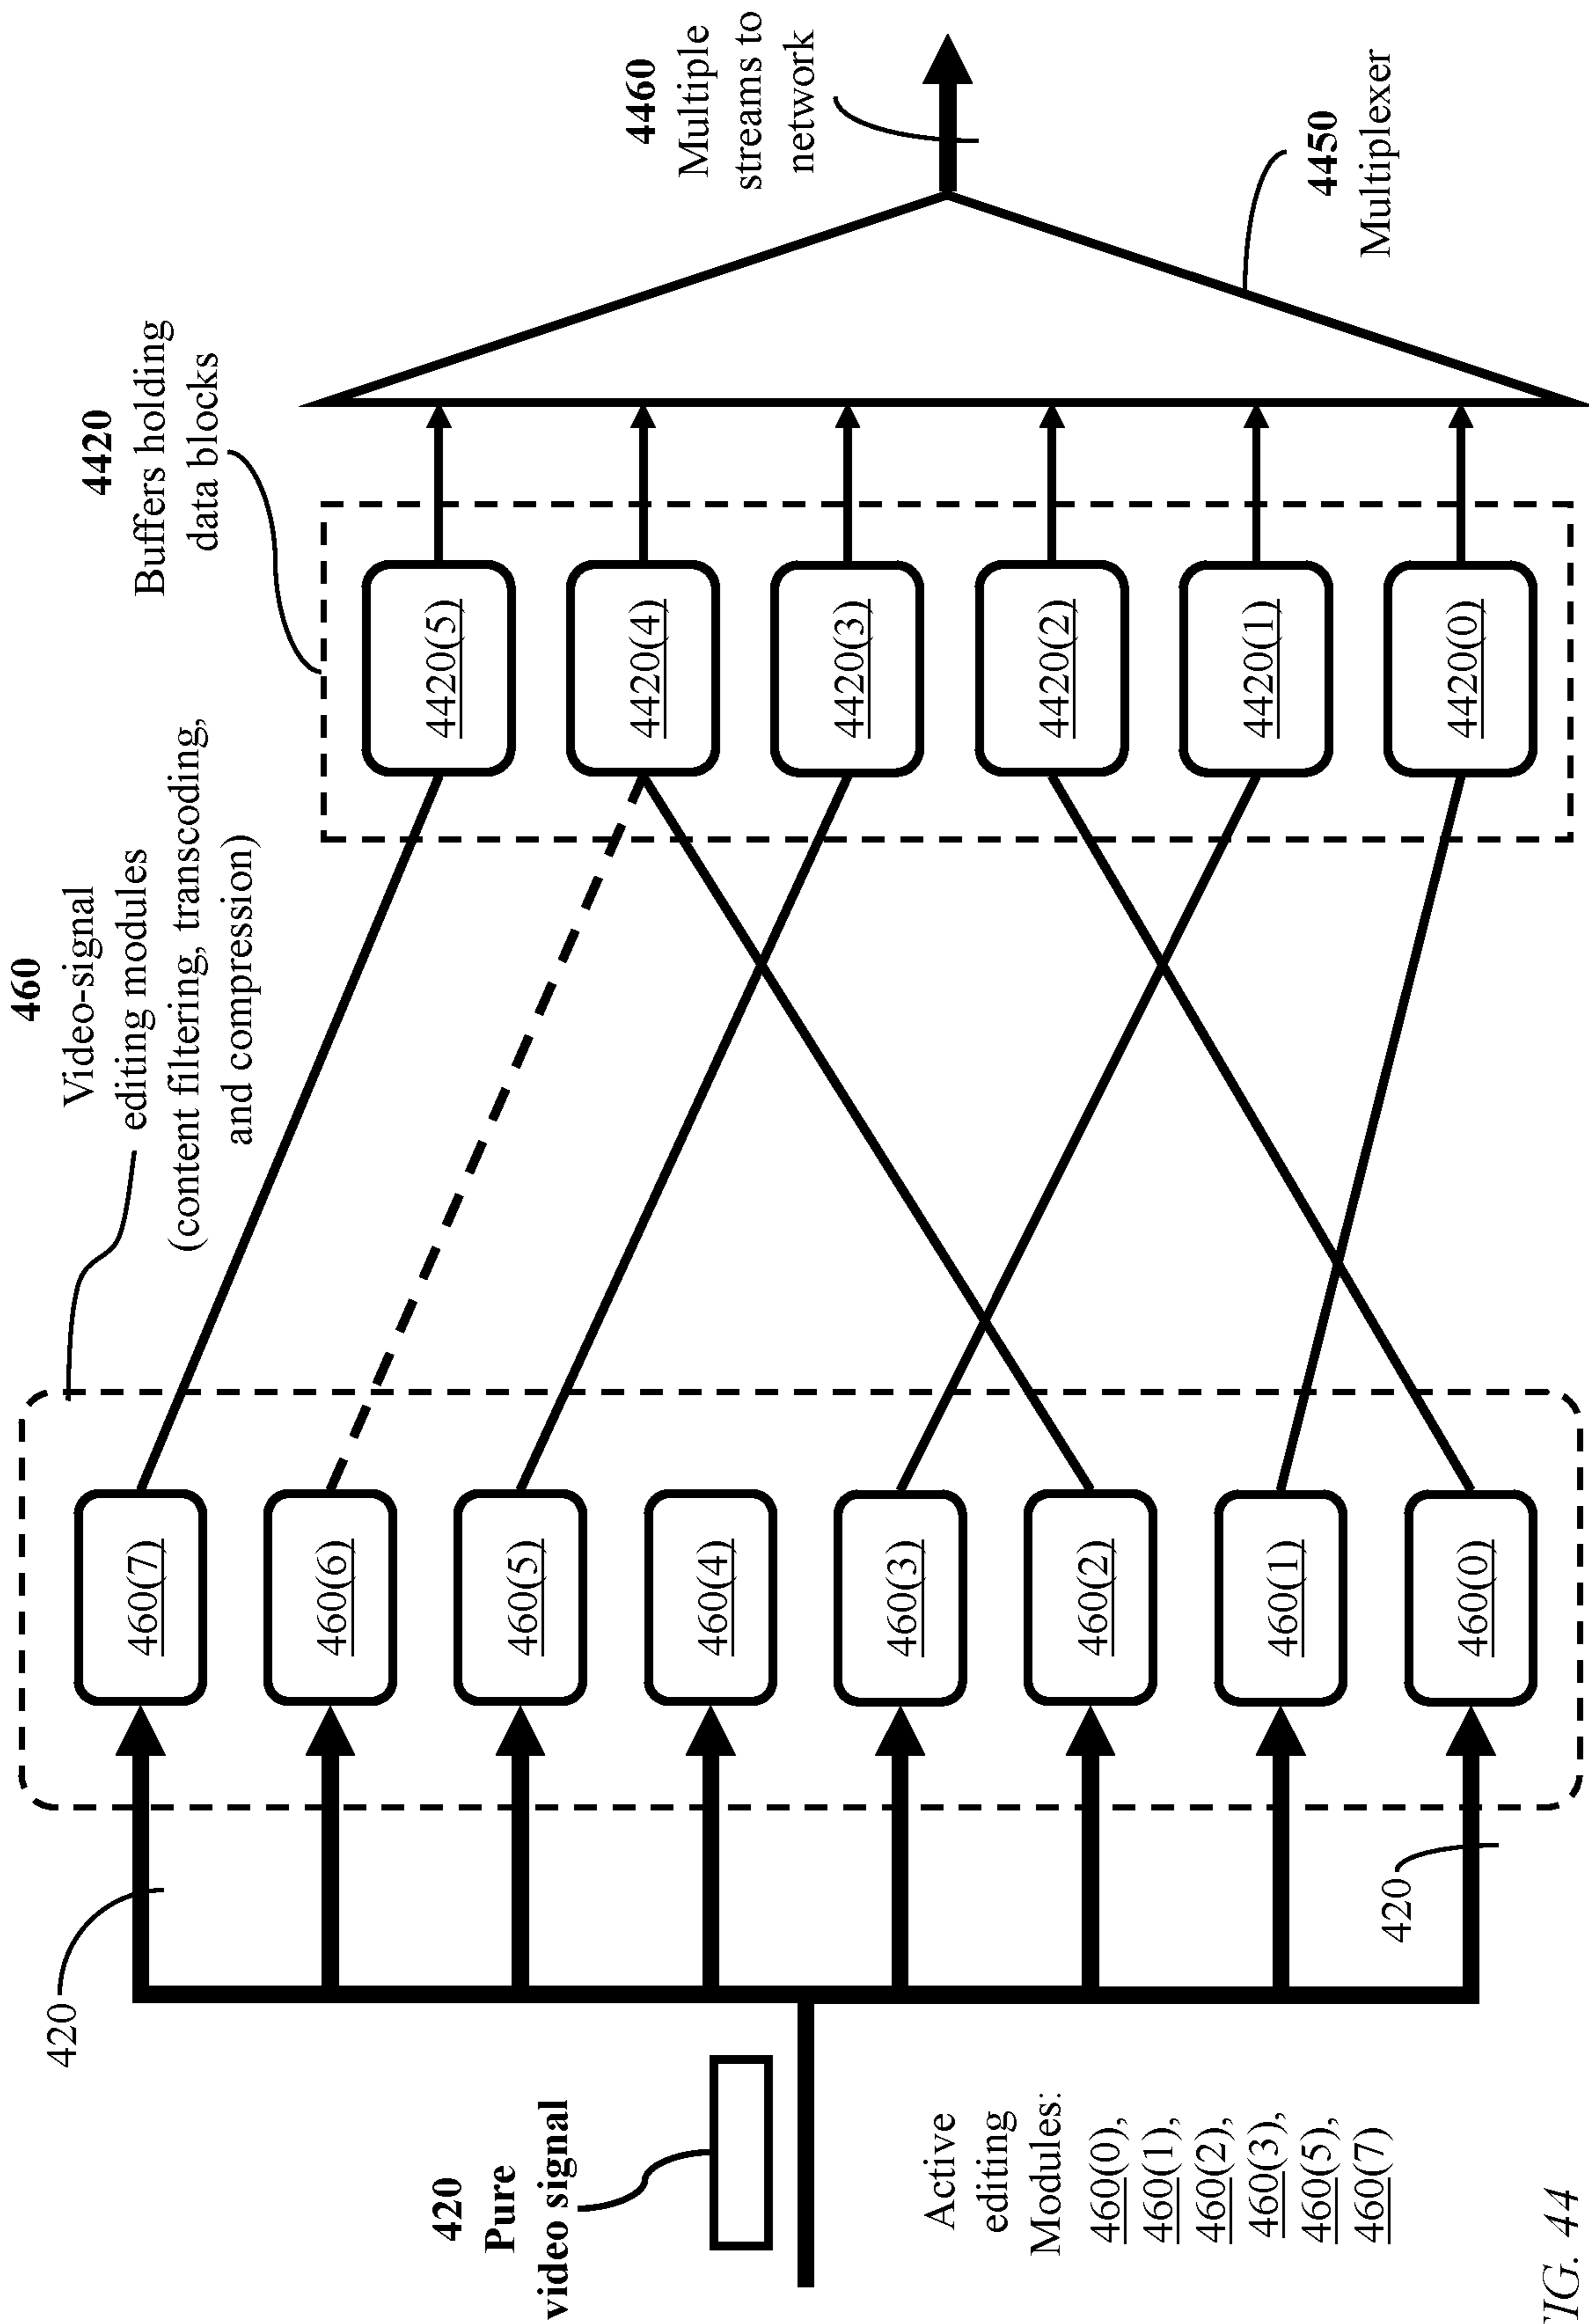 460
Video-signal
editing modules
(content filtering, transcoding,
and compression)
4420
Buffers holding
data blocks
4460
Multiple
streams to
network
420
460(7)
460(6)
460(5)
460(4)
460(3)
460(2)
460(1)
460(0)
4420(5)
4420(4)
4420(3)
4420(2)
4420(1)
4420(0)
420
Pure
video signal
Active
editing
Modules:
460(0),
460(1),
460(2),
460(3),
460(5),
460(7)
420
4450
Multiplexer
FIG. 44